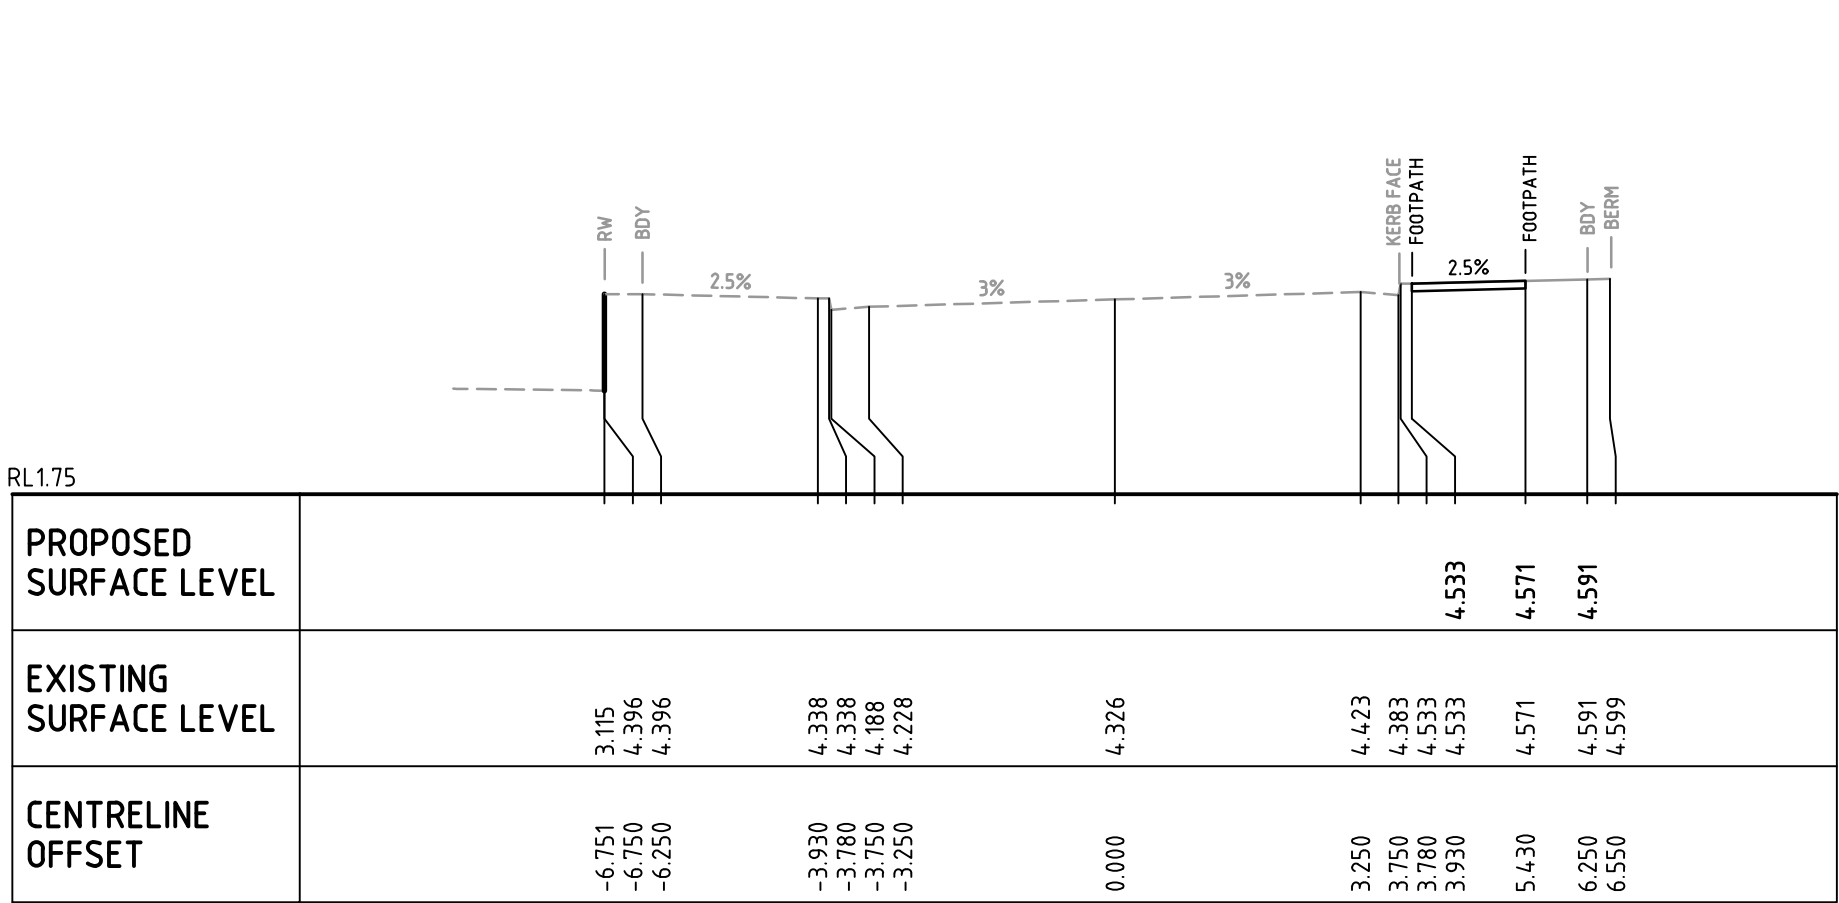 RW
BDY
KERB FACE
FOOTPATH
FOOTPATH
BDY
BERM
2.5%
3%
3%
2.5%
RL1.75
PROPOSED
SURFACE LEVEL
4.533
4.571
4.591
EXISTING
SURFACE LEVEL
3.115
4.396
4.396
4.338
4.338
4.188
4.228
4.326
4.423
4.383
4.533
4.533
4.571
4.591
4.599
CENTRELINE
OFFSET
-6.751
-6.750
-6.250
-3.930
-3.780
-3.750
-3.250
0.000
3.250
3.750
3.780
3.930
5.430
6.250
6.550